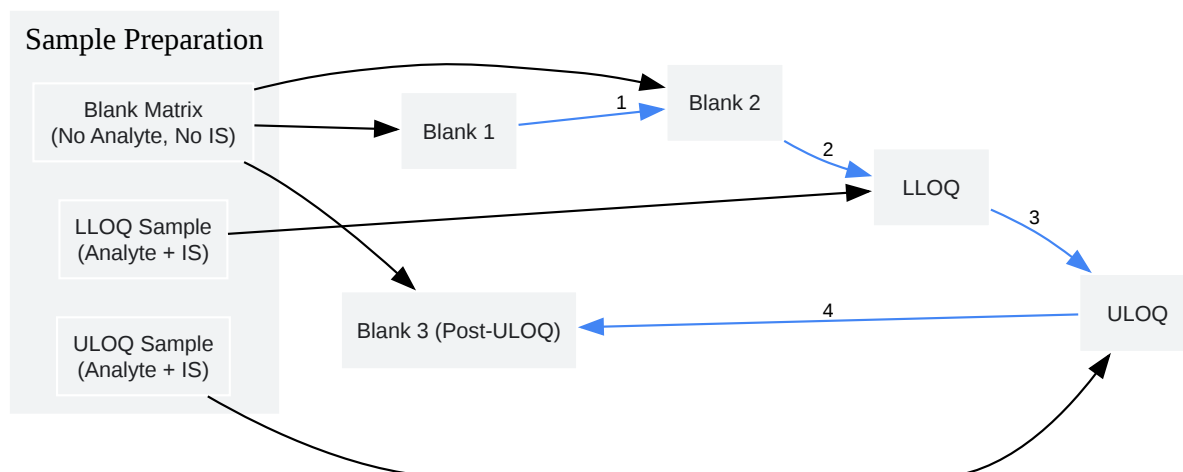 Sample Preparation
Blank Matrix
(No Analyte, No IS)
LLOQ Sample
(Analyte + IS)
ULOQ Sample
(Analyte + IS)
Blank 1
1
Blank 2
2
LLOQ
3
ULOQ
4
Blank 3 (Post-ULOQ)